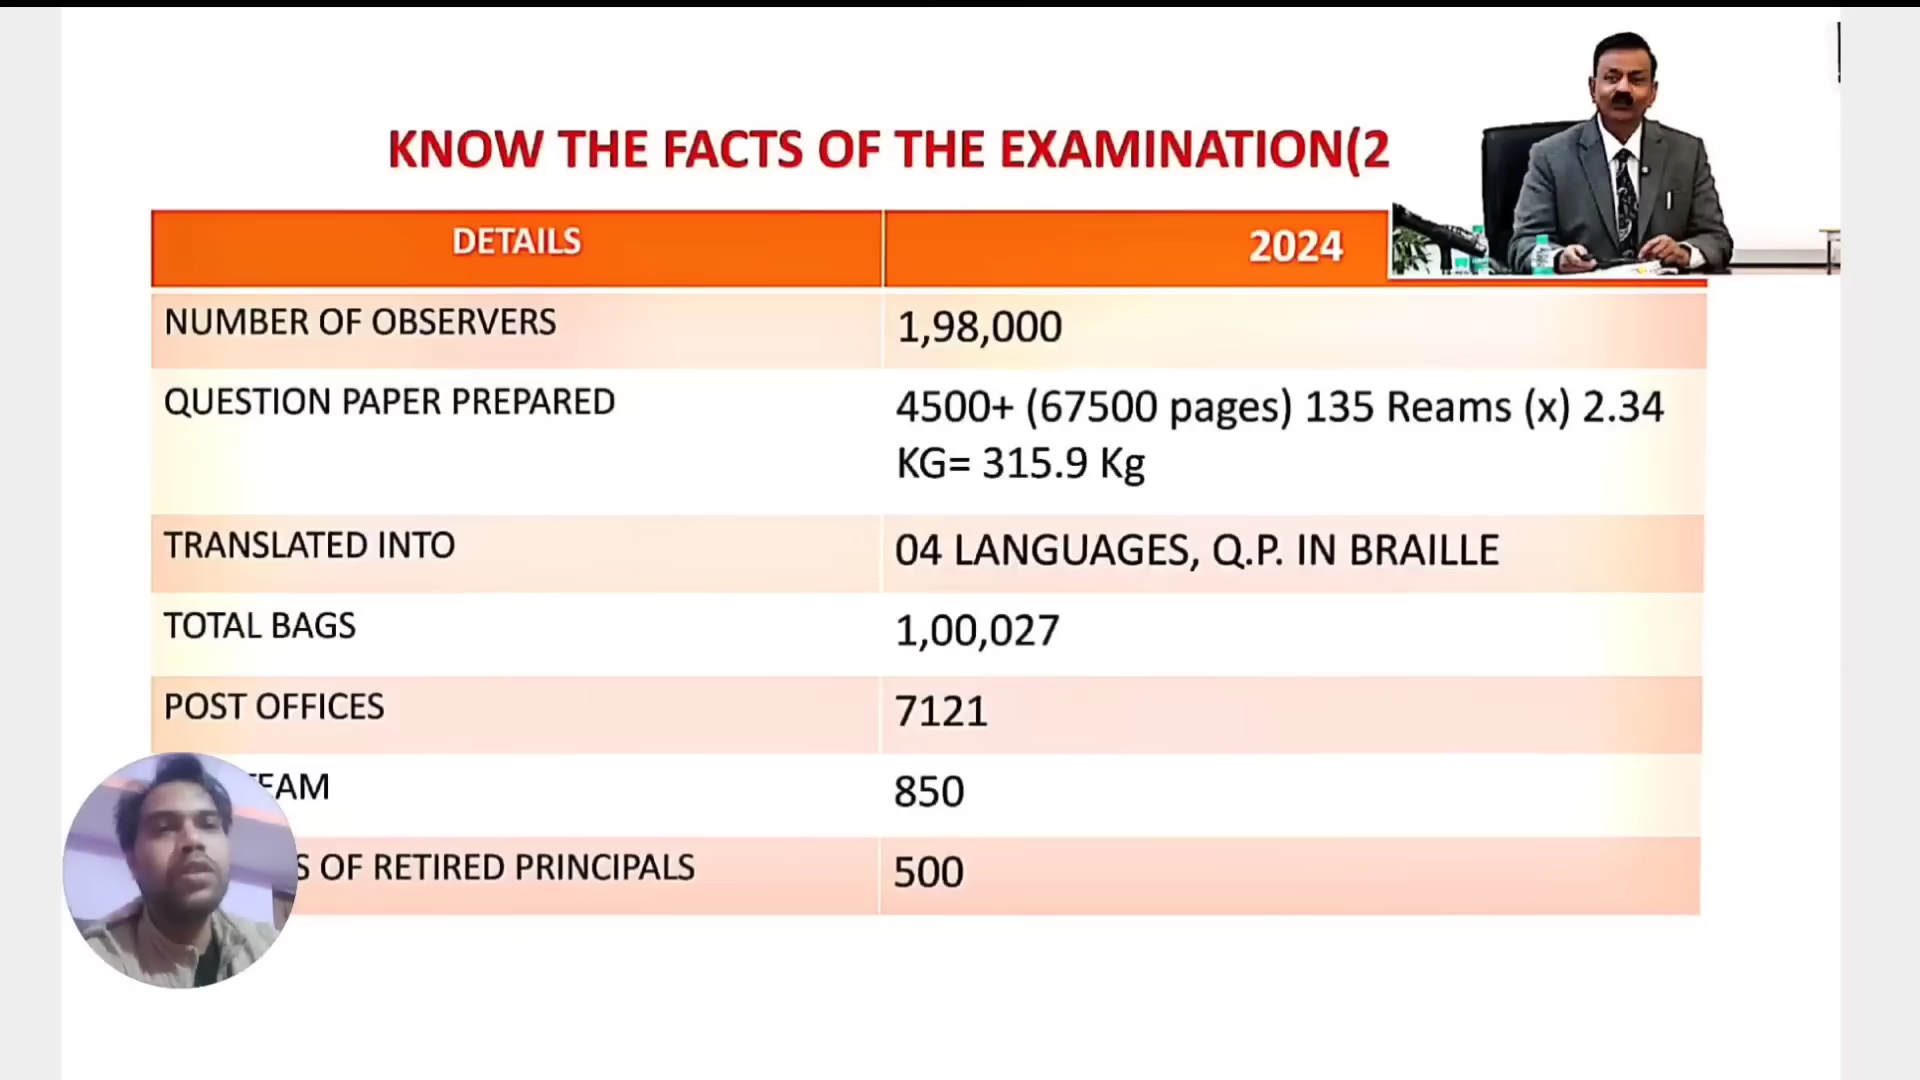 KNOW THE FACTS OF THE EXAMINATION(2
DETAILS 2024
NUMBER OF OBSERVERS 1,98,000
QUESTION PAPER PREPARED 4500+ (67500 pages) 135 Reams (x) 2.34
KG= 315.9 Kg
TRANSLATED INTO 04 LANGUAGES, Q.P. IN BRAILLE
TOTAL BAGS 1,00,027
POST OFFICES 7121
850
OF RETIRED PRINCIPALS 500